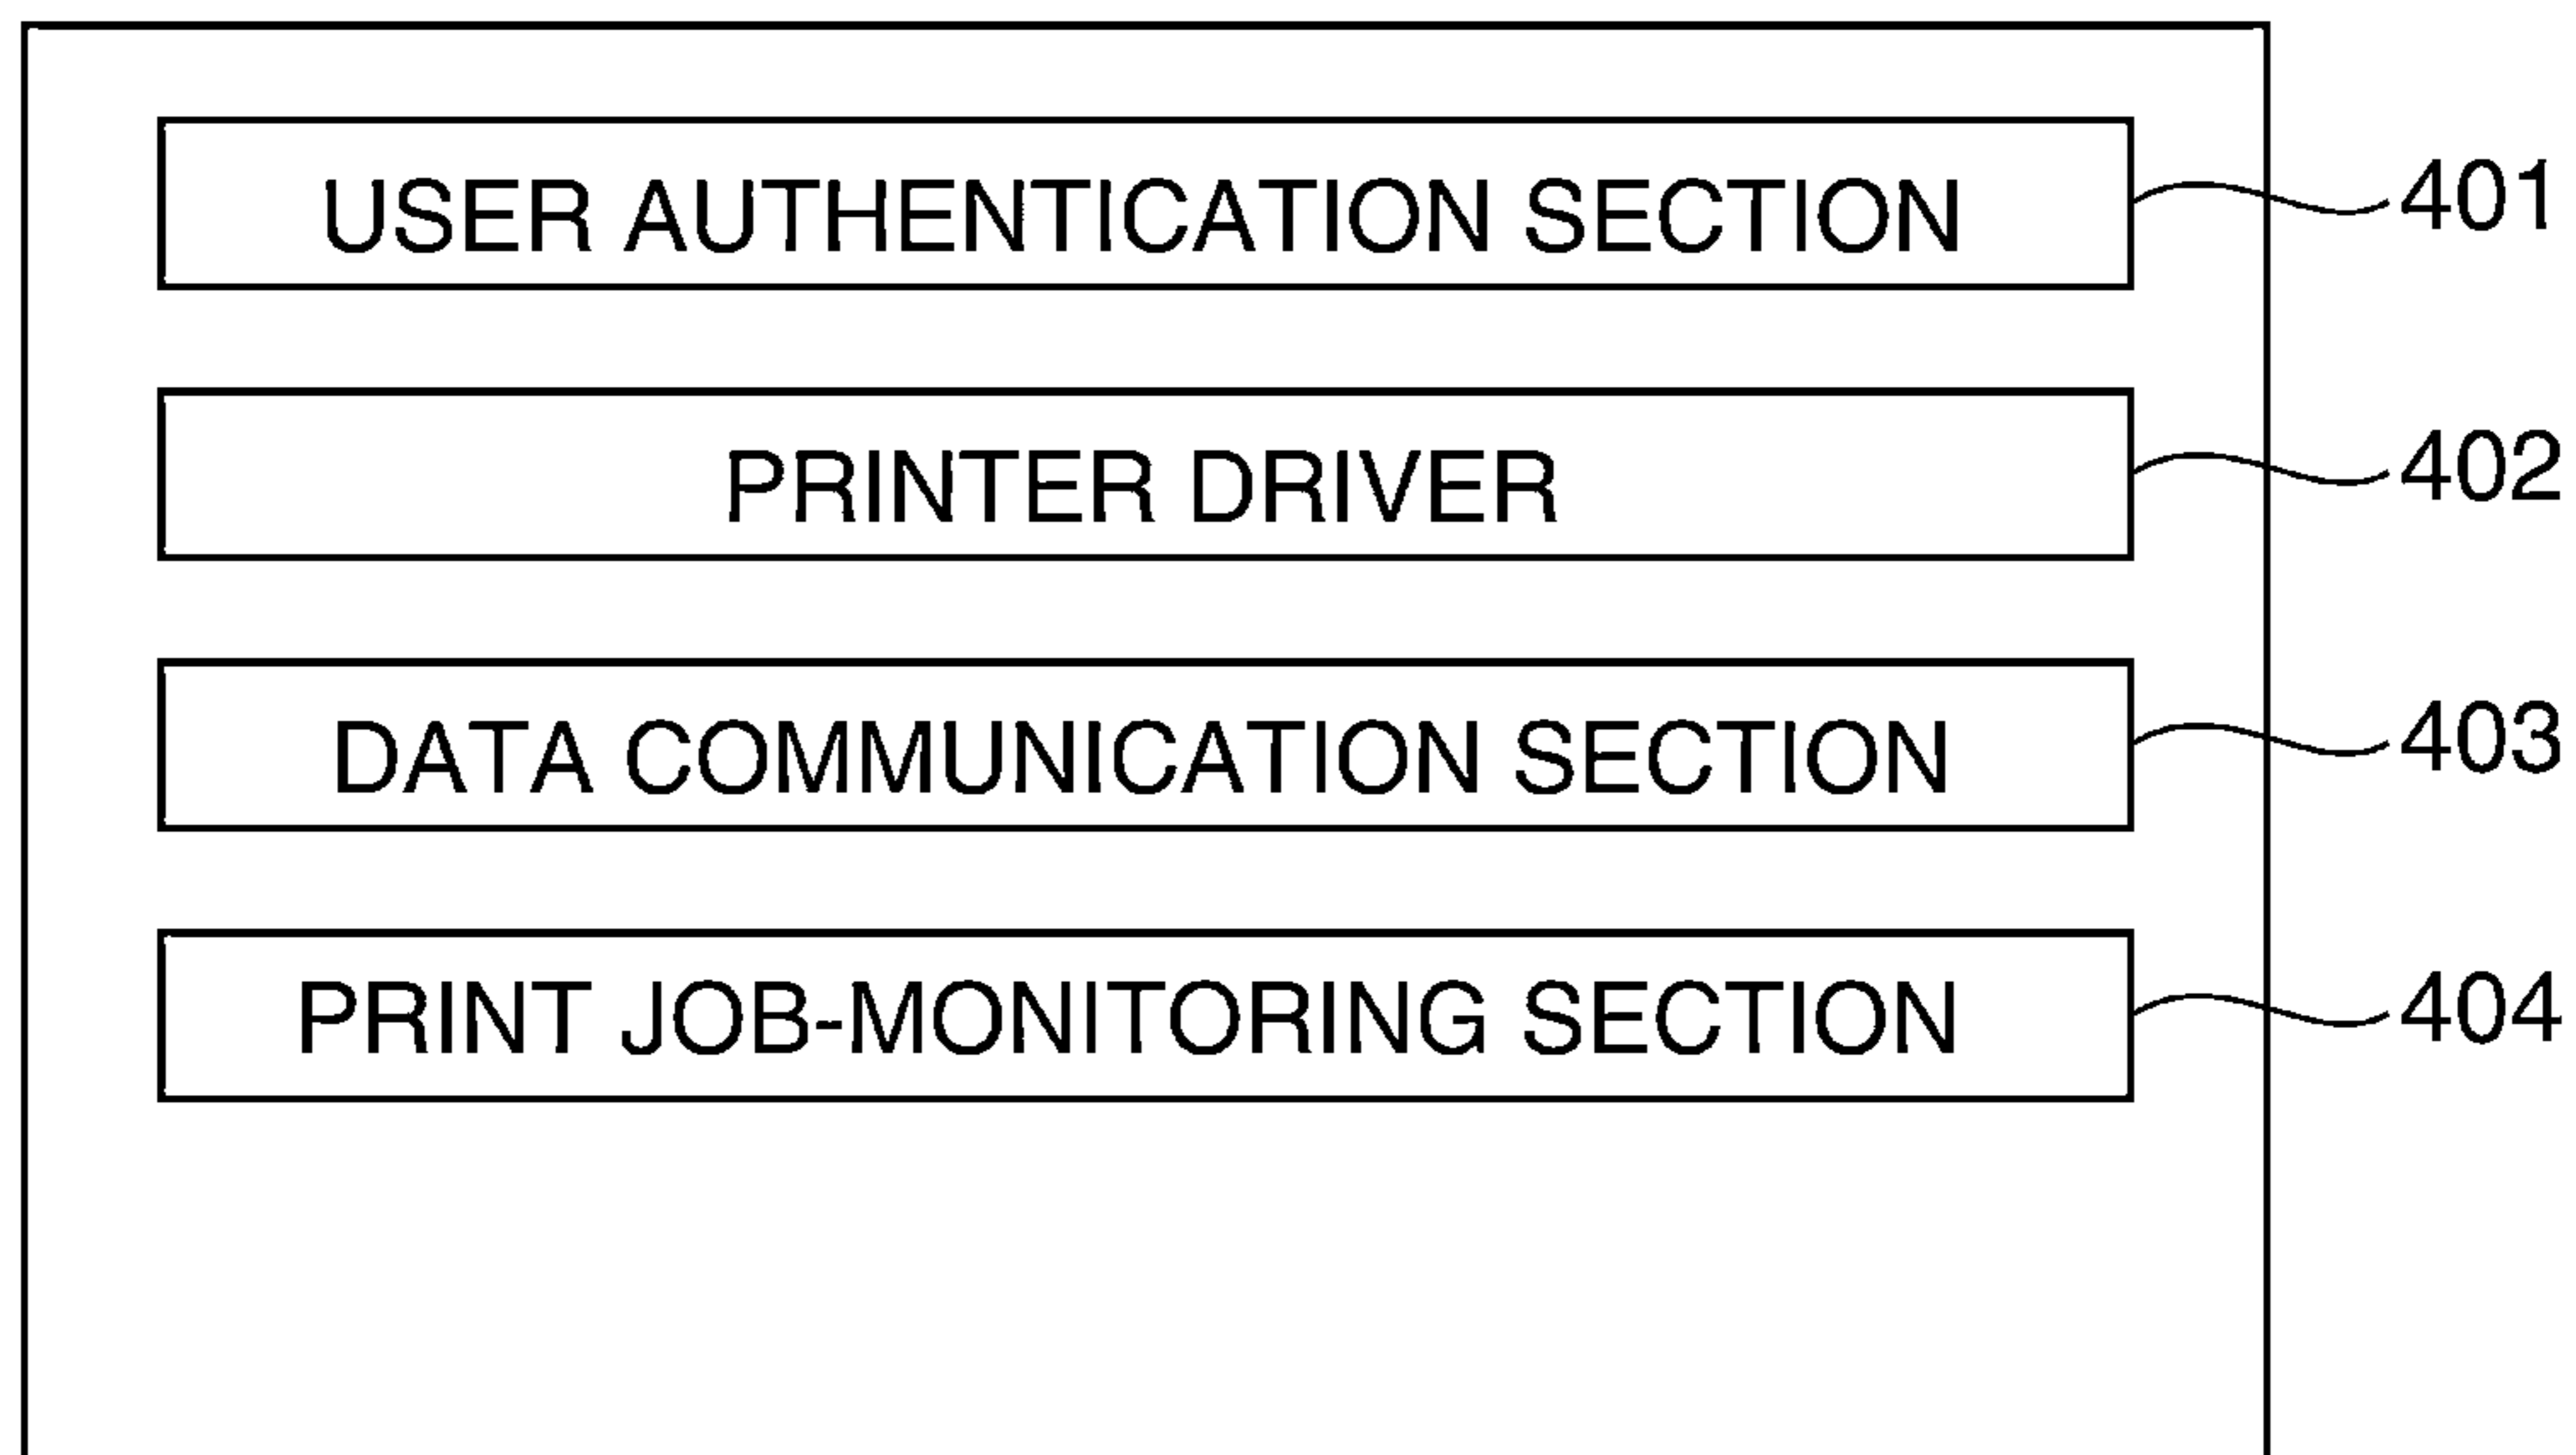 USER AUTHENTICATION SECTION 401
PRINTER DRIVER 402
DATA COMMUNICATION SECTION 403
PRINT JOB-MONITORING SECTION 404